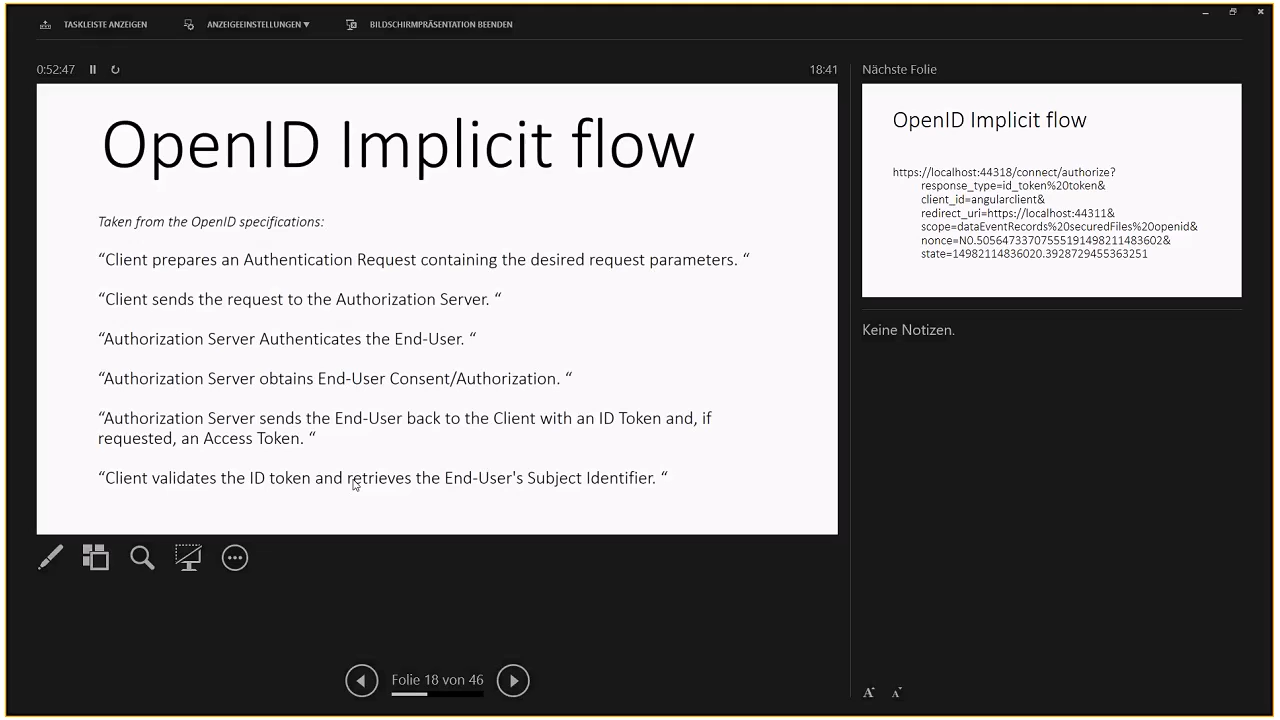 TASKLEISTE ANZEIGEN
ANZEIGEEINSTELLUNGEN ▼
BILDSCHIRMPRÄSENTATION BEENDEN
0:52:47
18:41
OpenID Implicit flow
Taken from the OpenID specifications:
“Client prepares an Authentication Request containing the desired request parameters. “
“Client sends the request to the Authorization Server. “
“Authorization Server Authenticates the End-User. “
“Authorization Server obtains End-User Consent/Authorization. “
“Authorization Server sends the End-User back to the Client with an ID Token and, if
requested, an Access Token. “
“Client validates the ID token and retrieves the End-User's Subject Identifier. “
Folie 18 von 46
Nächste Folie
OpenID Implicit flow
https://localhost:44318/connect/authorize?
response_type=id_token%20token&
client_id=angularclient&
redirect_uri=https://localhost:44311&
scope=dataEventRecords%20securedFiles%20openid&
nonce=N0.50564733707555191498211483602&
state=14982114836020.3928729455363251
Keine Notizen.
A A